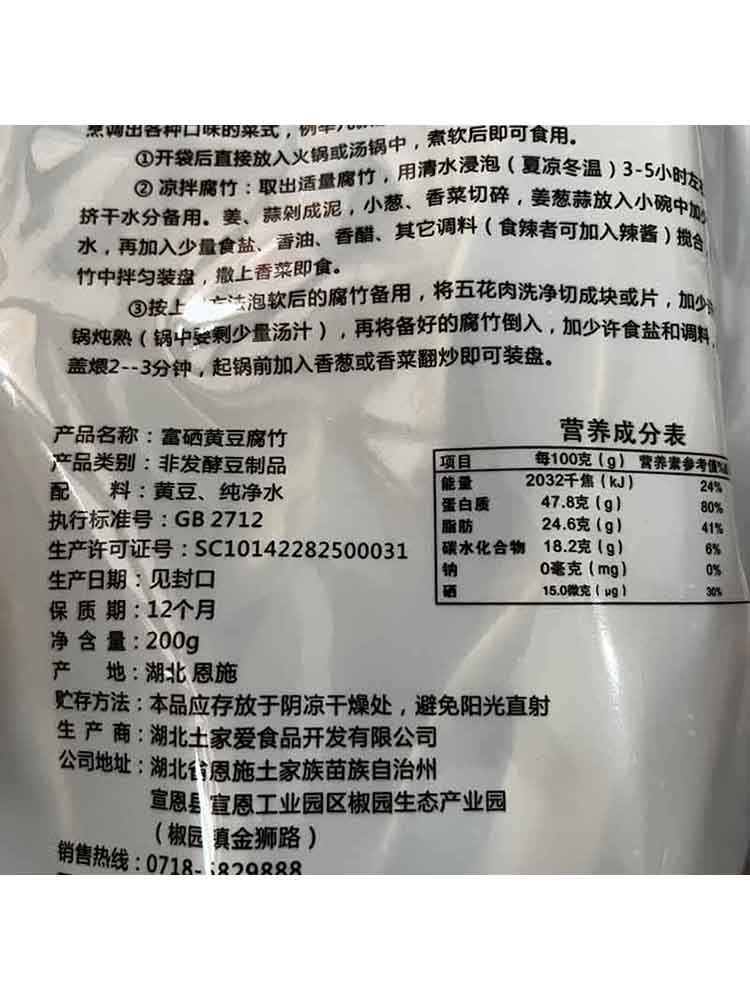 烹调出各种口味的菜式，例举几
①开袋后直接放入火锅或汤锅中，煮软后即可食用。
② 凉拌腐竹：取出适量腐竹，用清水浸泡（夏凉冬温）3-5小时左
挤干水分备用。姜、蒜剁成泥，小葱、香菜切碎，姜葱蒜放入小碗中加
水，再加入少量食盐、香油、香醋、其它调料（食辣者可加入辣酱）搅合，
竹中拌匀装盘，撒上香菜即食。
③按上 方法泡软后的腐竹备用，将五花肉洗净切成块或片，加少
锅炖熟（锅中要剩少量汤汁），再将备好的腐竹倒入，加少许食盐和调料，
盖煨2--3分钟，起锅前加入香葱或香菜翻炒即可装盘。
产品名称：富硒黄豆腐竹
产品类别：非发酵豆制品
配 料：黄豆、纯净水
执行标准号：GB 2712
生产许可证号：SC10142282500031
生产日期：见封口
保 质 期：12个月
净 含 量：200g
产 地：湖北 恩施
贮存方法：本品应存放于阴凉干燥处，避免阳光直射
生 产 商：湖北土家爱食品开发有限公司
公司地址：湖北省恩施土家族苗族自治州
宣恩县宣恩工业园区椒园生态产业园
（椒园镇金狮路）
销售热线：0718-5829888
营养成分表
项目 每100克（g） 营养素参考值%
能量 2032千焦（kJ） 24%
蛋白质 47.8克（g） 80%
脂肪 24.6克（g） 41%
碳水化合物 18.2克（g） 6%
钠 0毫克（mg） 0%
硒 15.0微克（μg） 30%